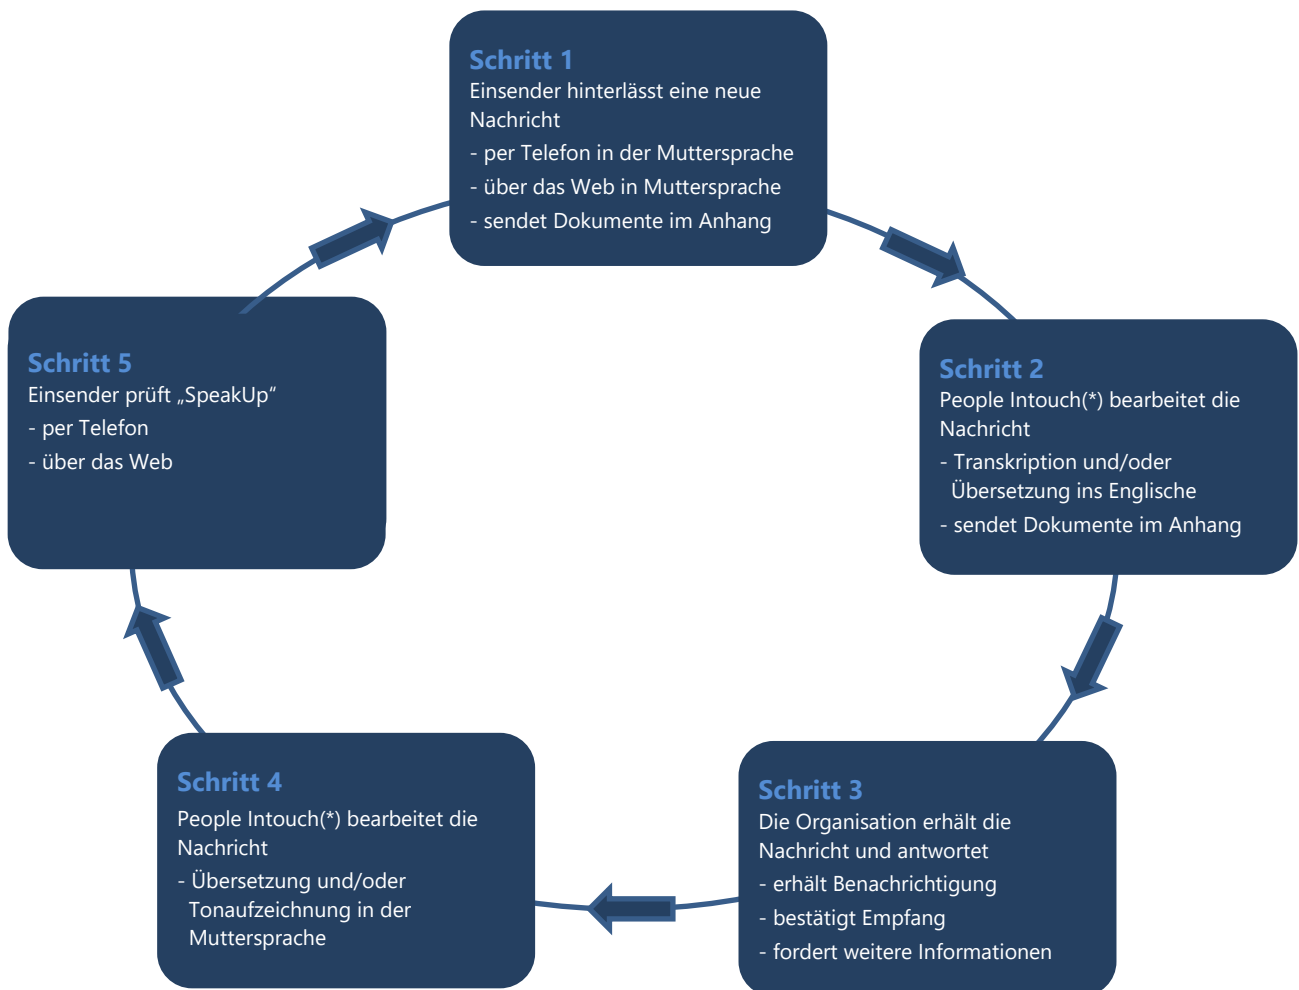 Schritt 1
Einsender hinterlässt eine neue
Nachricht
- per Telefon in der Muttersprache
- über das Web in Muttersprache
- sendet Dokumente im Anhang
Schritt 2
People Intouch(*) bearbeitet die
Nachricht
- Transkription und/oder
Übersetzung ins Englische
- sendet Dokumente im Anhang
Schritt 3
Die Organisation erhält die
Nachricht und antwortet
- erhält Benachrichtigung
- bestätigt Empfang
- fordert weitere Informationen
Schritt 4
People Intouch(*) bearbeitet die
Nachricht
- Übersetzung und/oder
Tonaufzeichnung in der
Muttersprache
Schritt 5
Einsender prüft „SpeakUp“
- per Telefon
- über das Web